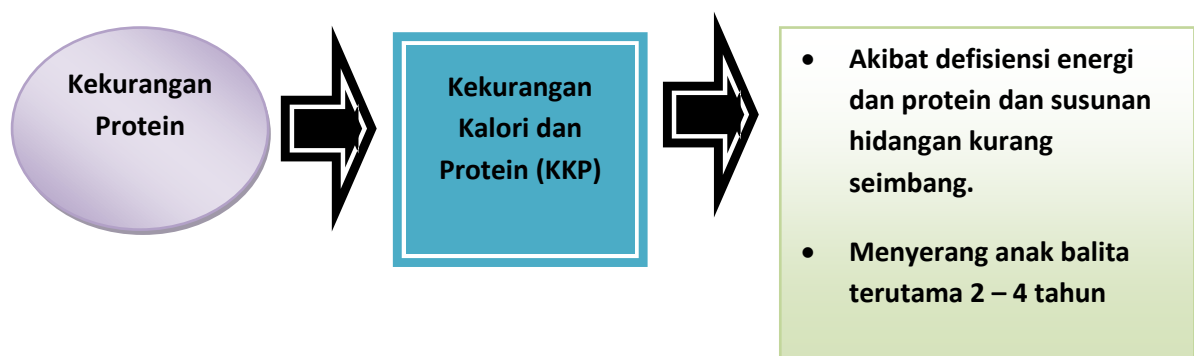 Kekurangan
Protein
Kekurangan
Kalori dan
Protein (KKP)
• Akibat defisiensi energi
dan protein dan susunan
hidangan kurang
seimbang.
• Menyerang anak balita
terutama 2 – 4 tahun